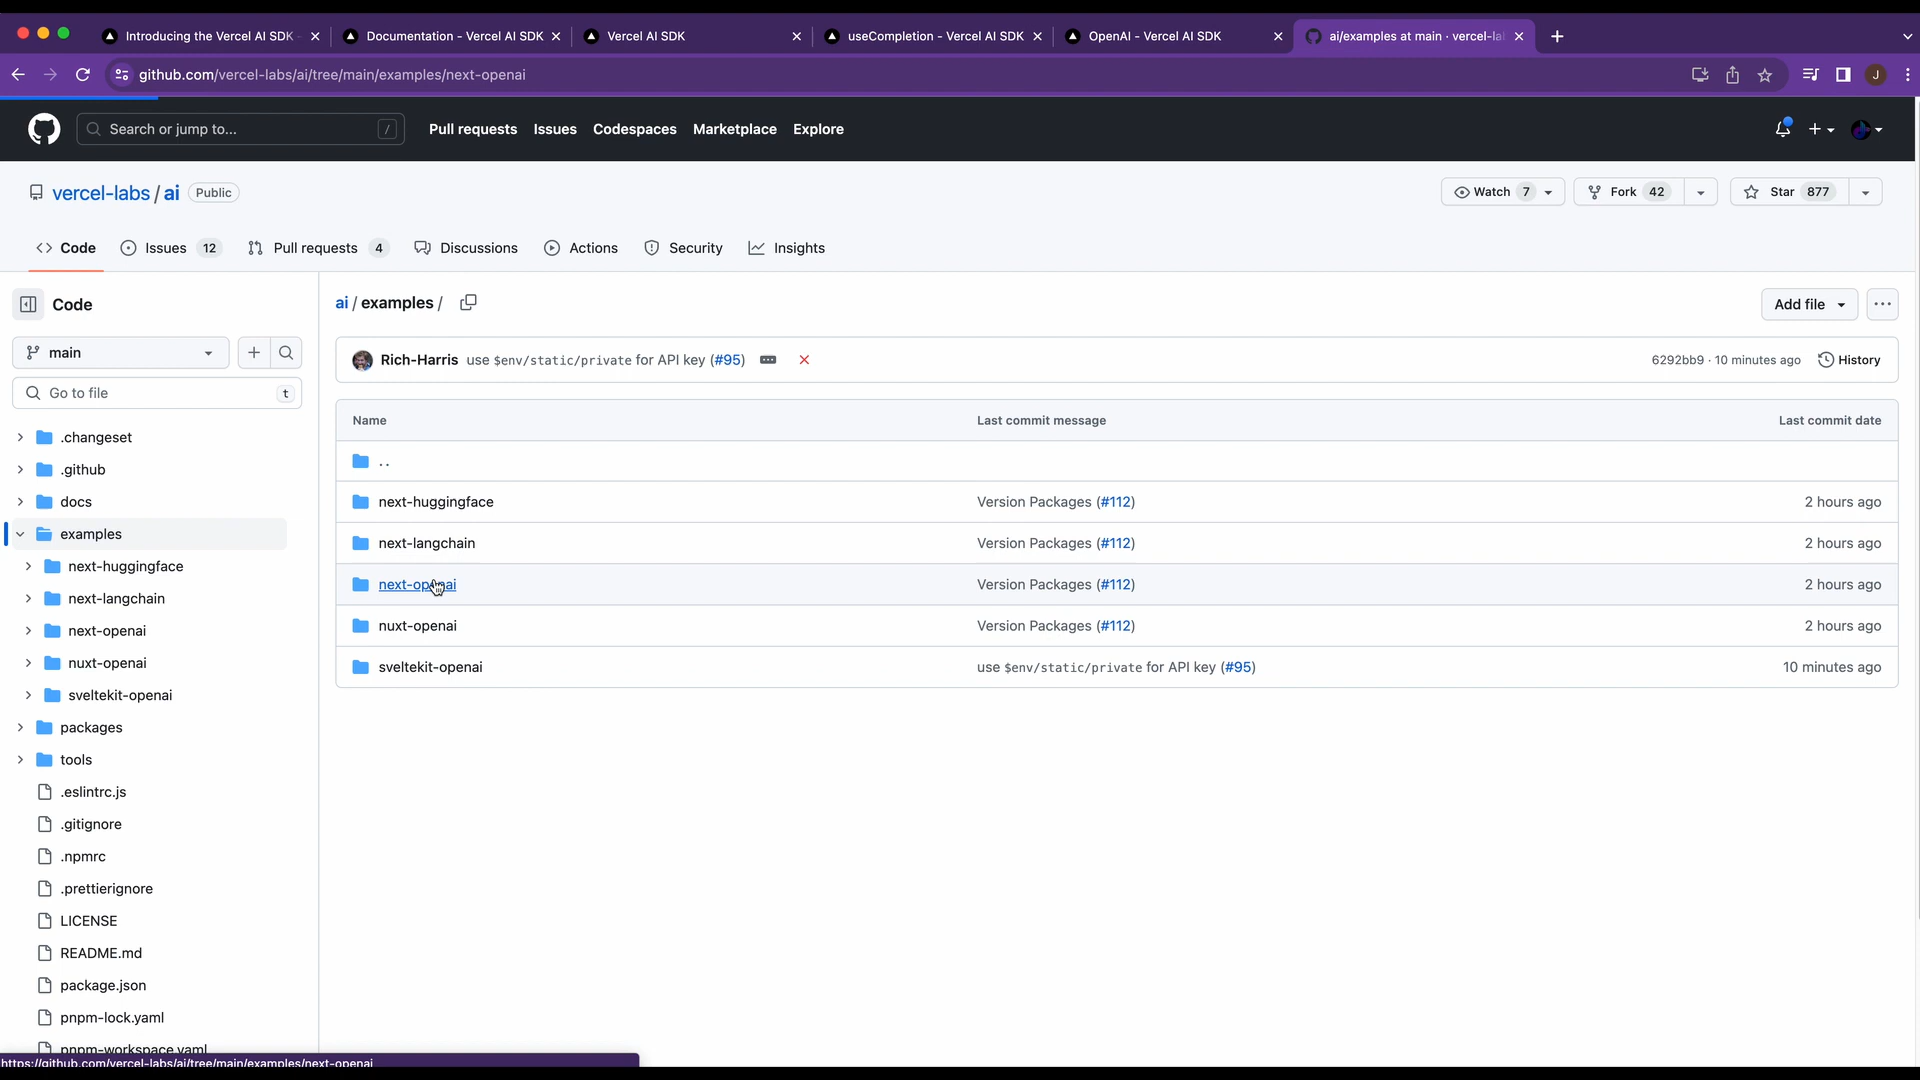 Introducing the Vercel AI SDK
Documentation - Vercel AI SDK
Vercel AI SDK
useCompletion - Vercel AI SDK
OpenAI - Vercel AI SDK
ai/examples at main · vercel-la
github.com/vercel-labs/ai/tree/main/examples/next-openai
J
Search or jump to...
/
Pull requests
Issues
Codespaces
Marketplace
Explore
vercel-labs / ai
Public
Watch 7
Fork 42
Star 877
Code
Issues 12
Pull requests 4
Discussions
Actions
Security
Insights
Code
main
Go to file
t
.changeset
.github
docs
examples
next-huggingface
next-langchain
next-openai
nuxt-openai
sveltekit-openai
packages
tools
.eslintrc.js
.gitignore
.npmrc
.prettierignore
LICENSE
README.md
package.json
pnpm-lock.yaml
pnpm-workspace.yaml
ai / examples /
Add file
Rich-Harris use $env/static/private for API key (#95)
6292bb9 · 10 minutes ago
History
Name Last commit message Last commit date
..
next-huggingface Version Packages (#112) 2 hours ago
next-langchain Version Packages (#112) 2 hours ago
next-openai Version Packages (#112) 2 hours ago
nuxt-openai Version Packages (#112) 2 hours ago
sveltekit-openai use $env/static/private for API key (#95) 10 minutes ago
https://github.com/vercel-labs/ai/tree/main/examples/next-openai